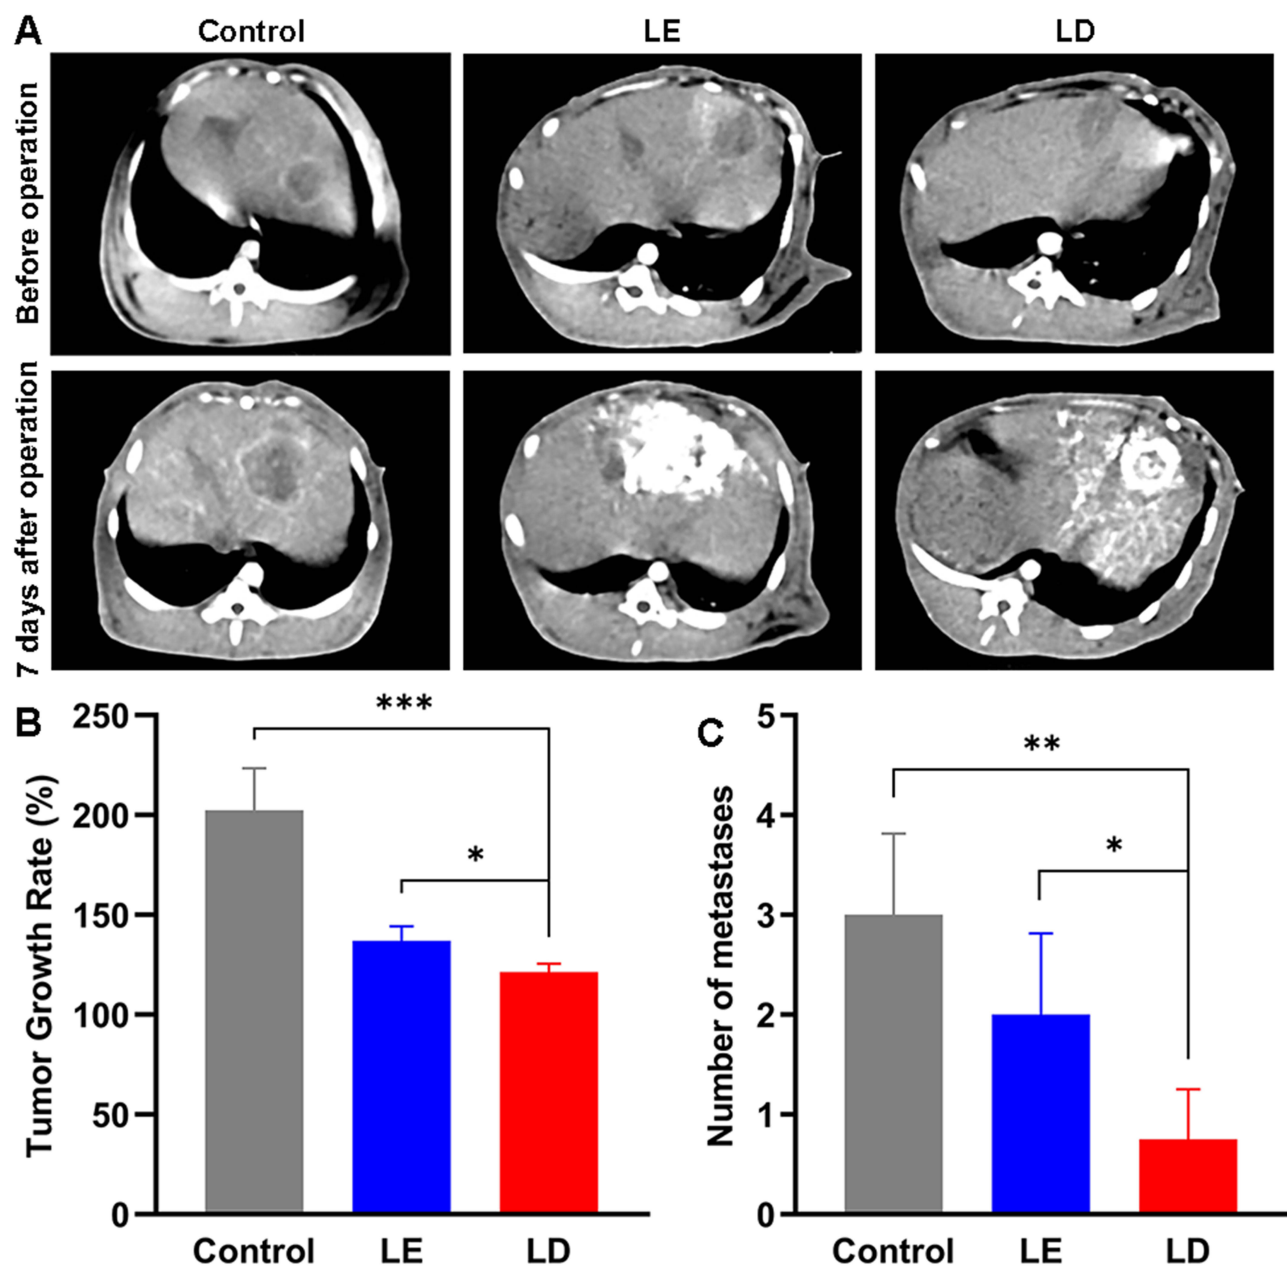 A
Control
LE
LD
Before operation
7 days after operation
B
Tumor Growth Rate (%)
250
200
150
100
50
0
***
*
Control
LE
LD
C
Number of metastases
5
4
3
2
1
0
**
*
Control
LE
LD